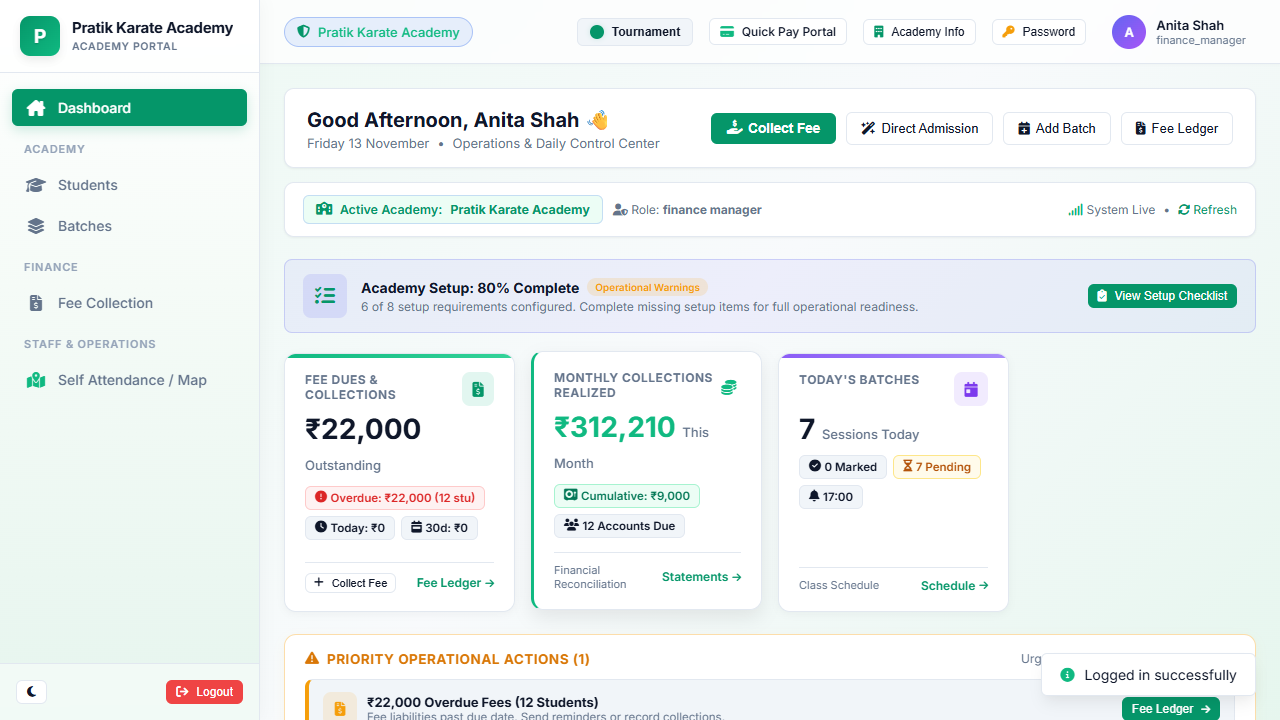 P
Pratik Karate Academy
ACADEMY PORTAL
Dashboard
ACADEMY
Students
Batches
FINANCE
Fee Collection
STAFF & OPERATIONS
Self Attendance / Map
Logout
Pratik Karate Academy
Tournament
Quick Pay Portal
Academy Info
Password
A
Anita Shah
finance_manager
Good Afternoon, Anita Shah 👋
Friday 13 November • Operations & Daily Control Center
Collect Fee
Direct Admission
Add Batch
Fee Ledger
Active Academy: Pratik Karate Academy
Role: finance manager
System Live • Refresh
Academy Setup: 80% Complete
Operational Warnings
6 of 8 setup requirements configured. Complete missing setup items for full operational readiness.
View Setup Checklist
FEE DUES &
COLLECTIONS
₹22,000
Outstanding
Overdue: ₹22,000 (12 stu)
Today: ₹0
30d: ₹0
+ Collect Fee
Fee Ledger →
MONTHLY COLLECTIONS
REALIZED
₹312,210 This
Month
Cumulative: ₹9,000
12 Accounts Due
Financial
Reconciliation
Statements →
TODAY'S BATCHES
7 Sessions Today
0 Marked
7 Pending
17:00
Class Schedule
Schedule →
PRIORITY OPERATIONAL ACTIONS (1)
₹22,000 Overdue Fees (12 Students)
Fee liabilities past due date. Send reminders or record collections.
Fee Ledger →
Logged in successfully